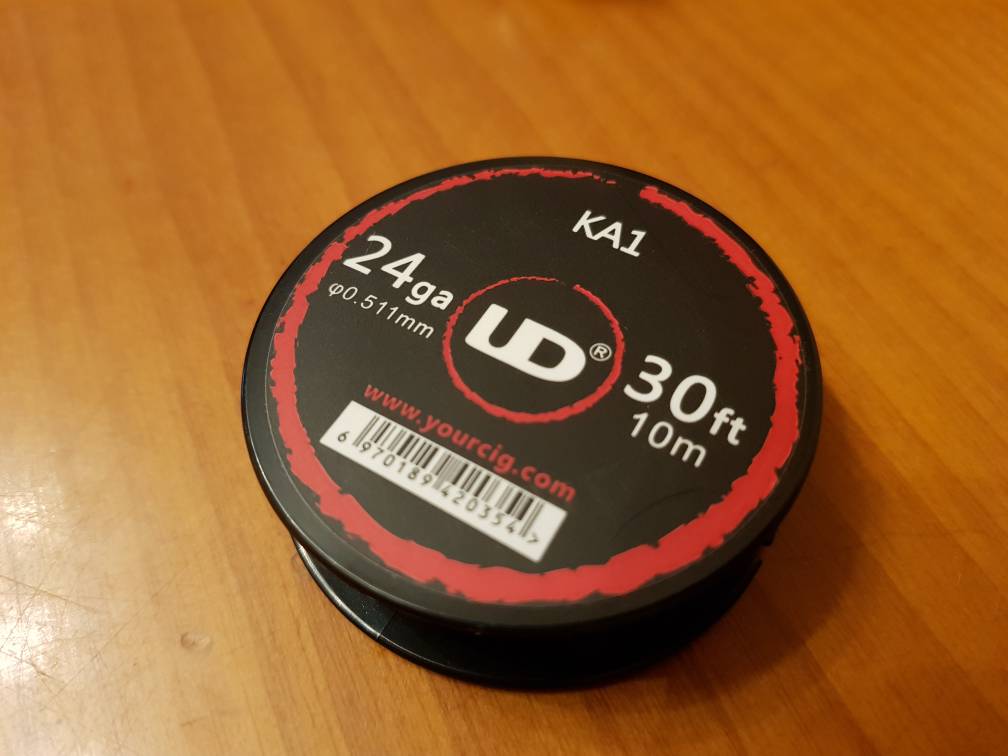 KA1
24ga
φ0.511mm
UD®
30ft
10m
www.yourcig.com
6 970189 420354 >